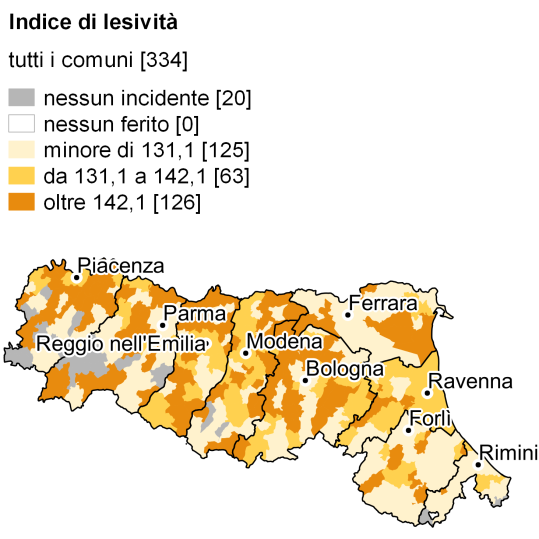 Indice di lesività
tutti i comuni [334]
nessun incidente [20]
nessun ferito [0]
minore di 131,1 [125]
da 131,1 a 142,1 [63]
oltre 142,1 [126]
Piacenza
Ferrara
Parma
Reggio nell'Emilia
Modena
Bologna
Ravenna
Forlì
Rimini